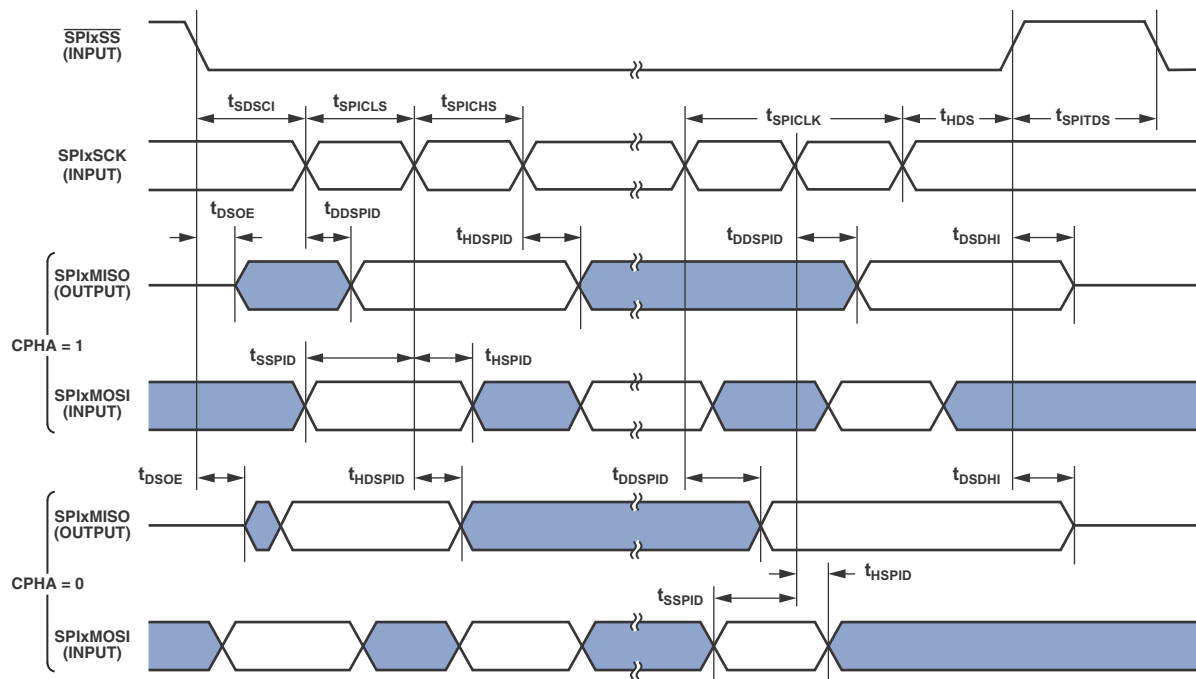 SPIxSS
(INPUT)
tSDSCI tSPICLS tSPICHS tSPICLK tHDS tSPITDS
SPIxSCK
(INPUT)
tDSOE tDDSPID tHDSPID tDDSPID tDSDHI
SPIxMISO
(OUTPUT)
CPHA = 1
tSSPID tHSPID
SPIxMOSI
(INPUT)
tDSOE tHDSPID tDDSPID tDSDHI
SPIxMISO
(OUTPUT)
CPHA = 0
tHSPID
tSSPID
SPIxMOSI
(INPUT)